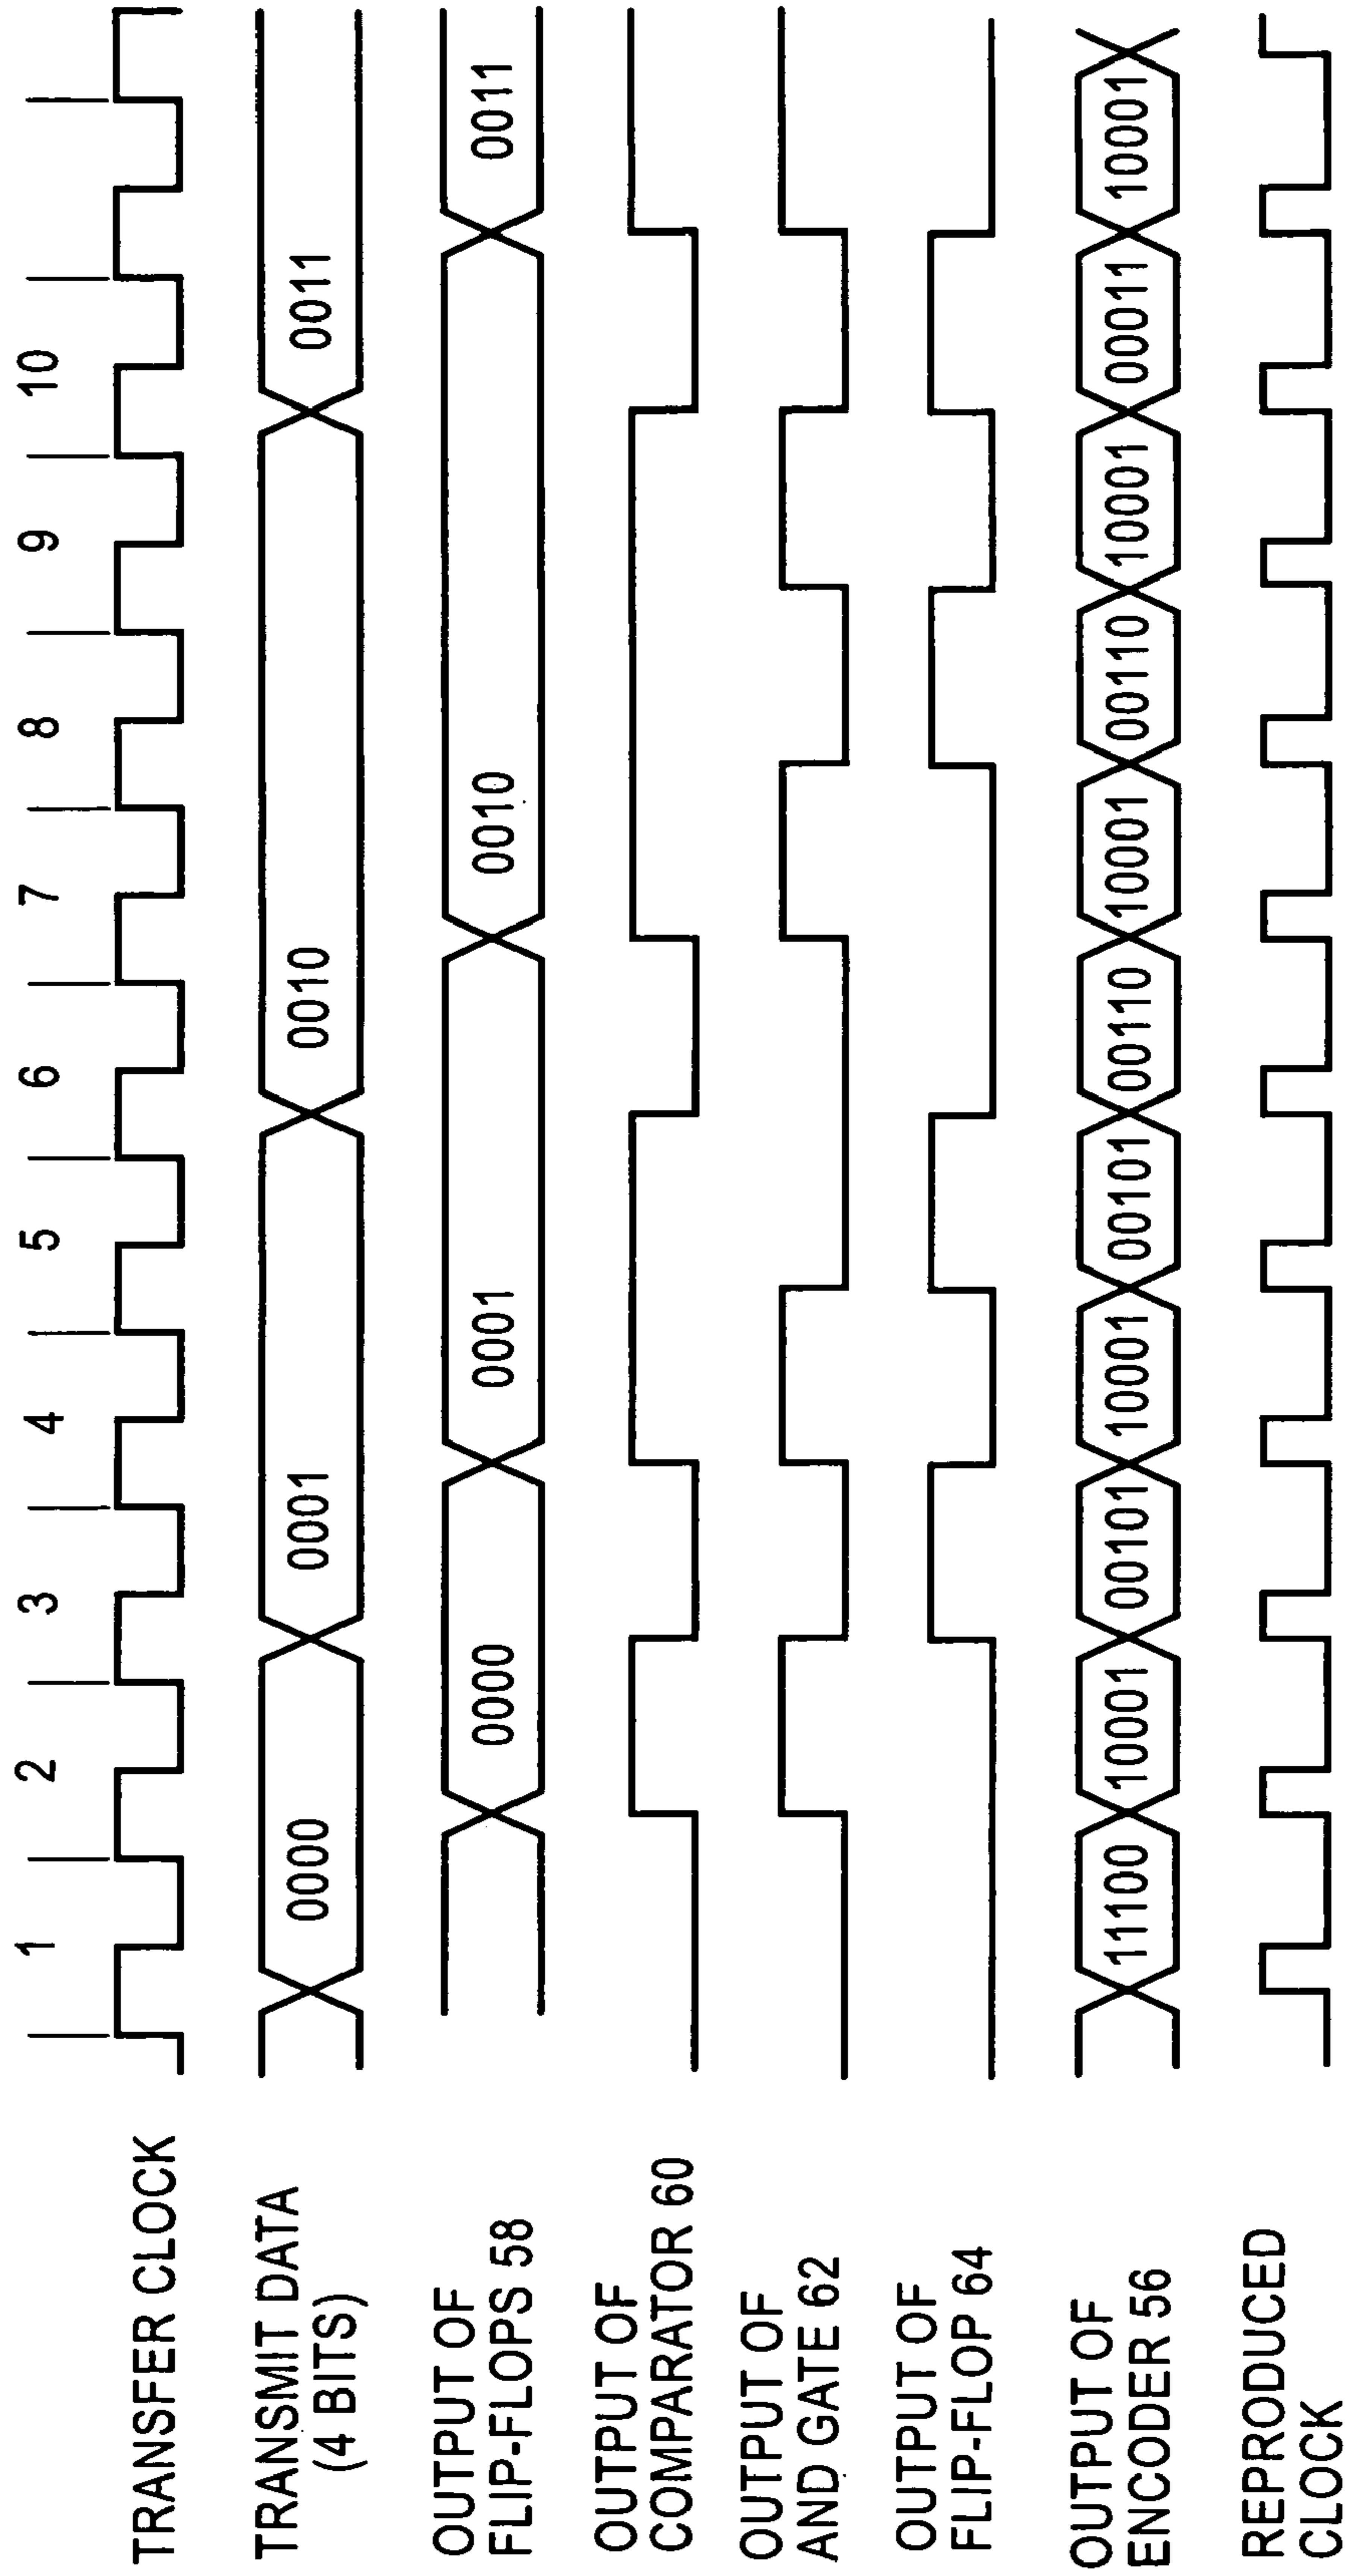 1 2 3 4 5 6 7 8 9 10
TRANSFER CLOCK
TRANSMIT DATA
(4 BITS)
0000 0001 0010 0011
OUTPUT OF
FLIP-FLOPS 58
0000 0001 0010 0011
OUTPUT OF
COMPARATOR 60
OUTPUT OF
AND GATE 62
OUTPUT OF
FLIP-FLOP 64
OUTPUT OF
ENCODER 56
11100 10001 00101 10001 00101 00110 10001 00110 10001 00011 10001
REPRODUCED
CLOCK